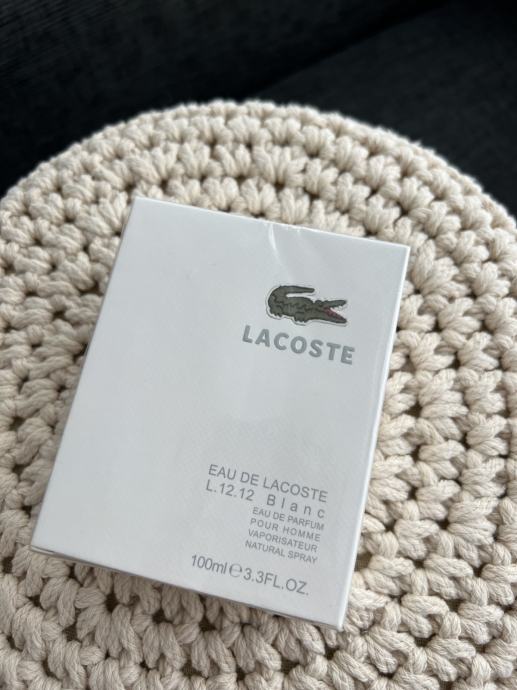 LACOSTE
EAU DE LACOSTE
L.12.12 Blanc
EAU DE PARFUM
POUR HOMME
VAPORISATEUR
NATURAL SPRAY
100ml ℮ 3.3FL.OZ.